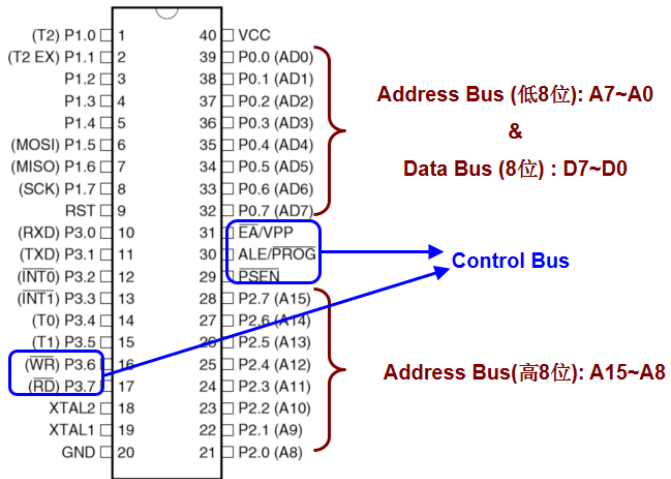 (T2) P1.0 1 40 VCC
(T2 EX) P1.1 2 39 P0.0 (AD0)
P1.2 3 38 P0.1 (AD1)
P1.3 4 37 P0.2 (AD2)
P1.4 5 36 P0.3 (AD3)
(MOSI) P1.5 6 35 P0.4 (AD4)
(MISO) P1.6 7 34 P0.5 (AD5)
(SCK) P1.7 8 33 P0.6 (AD6)
RST 9 32 P0.7 (AD7)
(RXD) P3.0 10 31 E̅A̅/VPP
(TXD) P3.1 11 30 ALE/P̅R̅O̅G̅
(I̅N̅T̅0̅) P3.2 12 29 P̅S̅E̅N̅
(I̅N̅T̅1̅) P3.3 13 28 P2.7 (A15)
(T0) P3.4 14 27 P2.6 (A14)
(T1) P3.5 15 26 P2.5 (A13)
(W̅R̅) P3.6 16 25 P2.4 (A12)
(R̅D̅) P3.7 17 24 P2.3 (A11)
XTAL2 18 23 P2.2 (A10)
XTAL1 19 22 P2.1 (A9)
GND 20 21 P2.0 (A8)
Address Bus (低8位): A7~A0
&
Data Bus (8位) : D7~D0
Control Bus
Address Bus(高8位): A15~A8